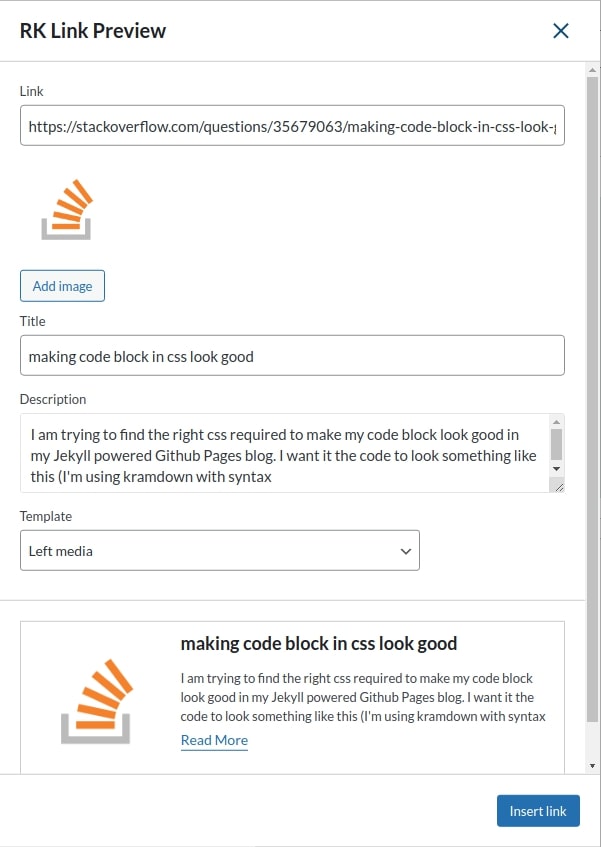 RK Link Preview
Link
https://stackoverflow.com/questions/35679063/making-code-block-in-css-look-
Add image
Title
making code block in css look good
Description
I am trying to find the right css required to make my code block look good in
my Jekyll powered Github Pages blog. I want it the code to look something like
this (I'm using kramdown with syntax
Template
Left media
making code block in css look good
I am trying to find the right css required to make my code block
look good in my Jekyll powered Github Pages blog. I want it the
code to look something like this (I'm using kramdown with syntax
Read More
Insert link